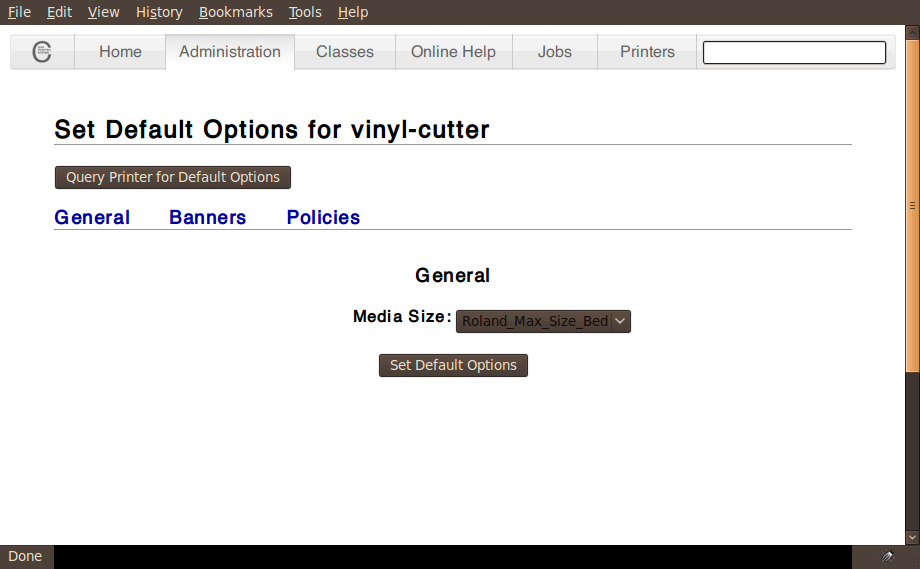 File Edit View History Bookmarks Tools Help
Home Administration Classes Online Help Jobs Printers
Set Default Options for vinyl-cutter
Query Printer for Default Options
General Banners Policies
General
Media Size: Roland_Max_Size_Bed
Set Default Options
Done